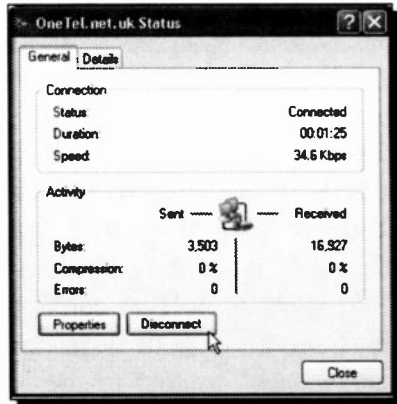 OneTel.net.uk Status
General Details
Connection
Status: Connected
Duration: 00:01:25
Speed: 34.6 Kbps
Activity
Sent Received
Bytes: 3,503 16,927
Compression: 0 % 0 %
Errors: 0 0
Properties Disconnect
Close